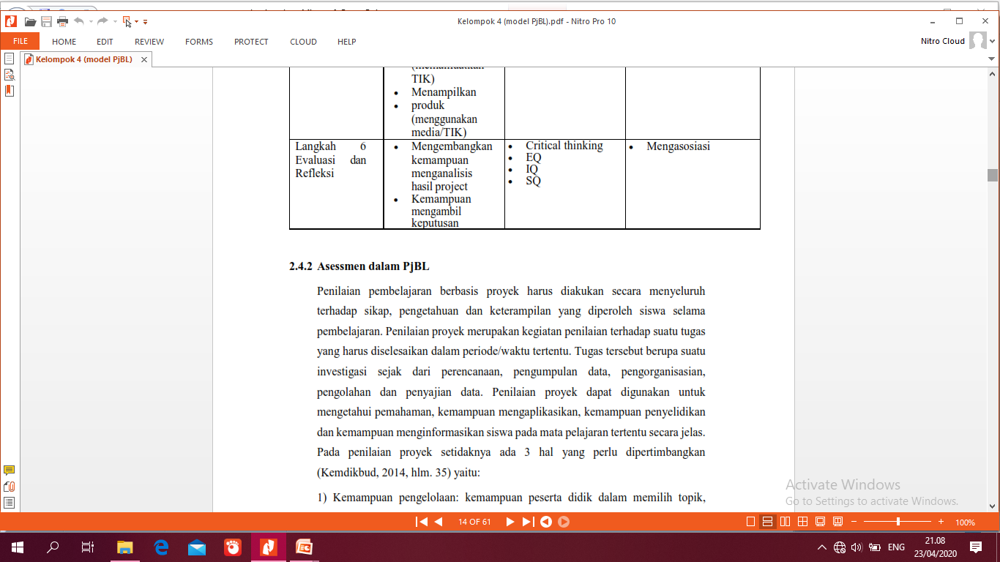 Kelompok 4 (model PjBL).pdf - Nitro Pro 10
FILE HOME EDIT REVIEW FORMS PROTECT CLOUD HELP
Nitro Cloud
Kelompok 4 (model PjBL)
TIK)
Menampilkan
produk
(menggunakan
media/TIK)
Langkah 6
Evaluasi dan
Refleksi
Mengembangkan
kemampuan
menganalisis
hasil project
Kemampuan
mengambil
keputusan
Critical thinking
EQ
IQ
SQ
Mengasosiasi
2.4.2 Asessmen dalam PjBL
Penilaian pembelajaran berbasis proyek harus diakukan secara menyeluruh
terhadap sikap, pengetahuan dan keterampilan yang diperoleh siswa selama
pembelajaran. Penilaian proyek merupakan kegiatan penilaian terhadap suatu tugas
yang harus diselesaikan dalam periode/waktu tertentu. Tugas tersebut berupa suatu
investigasi sejak dari perencanaan, pengumpulan data, pengorganisasian,
pengolahan dan penyajian data. Penilaian proyek dapat digunakan untuk
mengetahui pemahaman, kemampuan mengaplikasikan, kemampuan penyelidikan
dan kemampuan menginformasikan siswa pada mata pelajaran tertentu secara jelas.
Pada penilaian proyek setidaknya ada 3 hal yang perlu dipertimbangkan
(Kemdikbud, 2014, hlm. 35) yaitu:
1) Kemampuan pengelolaan: kemampuan peserta didik dalam memilih topik,
Activate Windows
Go to Settings to activate Windows.
14 OF 61
100%
ENG
21.08
23/04/2020